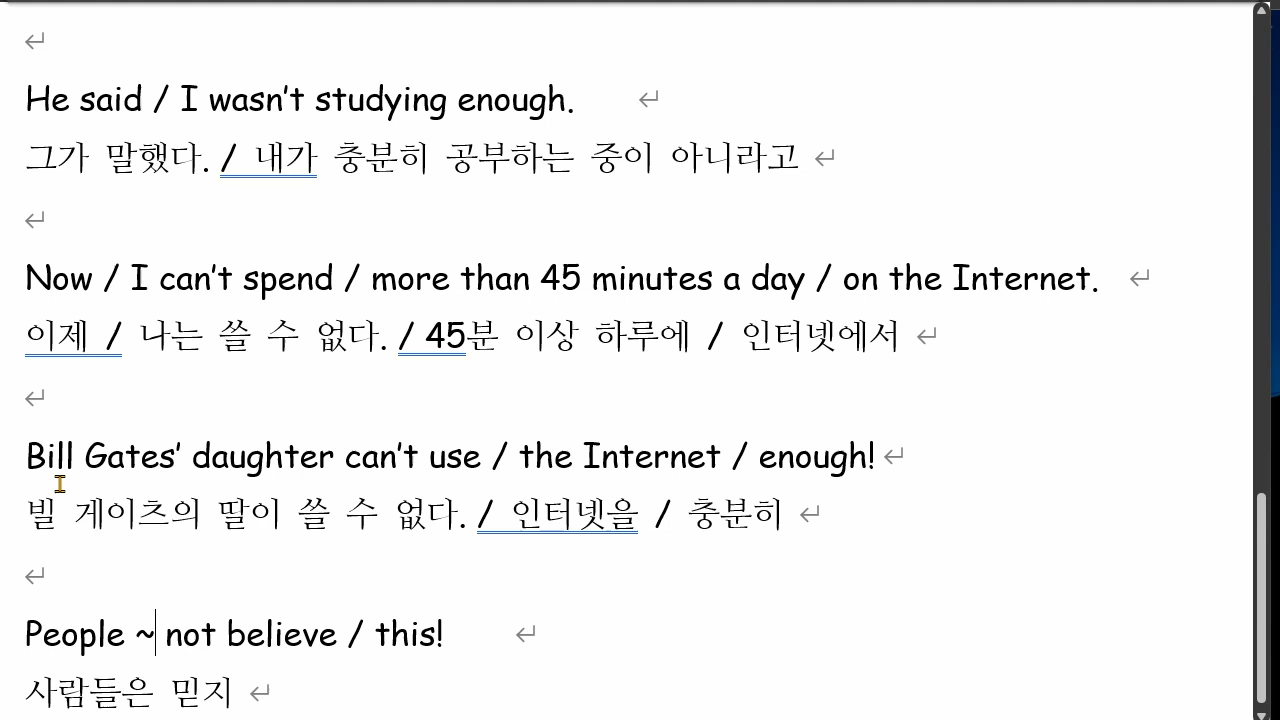 He said / I wasn't studying enough.
그가 말했다. / 내가 충분히 공부하는 중이 아니라고
Now / I can't spend / more than 45 minutes a day / on the Internet.
이제 / 나는 쓸 수 없다. / 45분 이상 하루에 / 인터넷에서
Bill Gates' daughter can't use / the Internet / enough!
빌 게이츠의 딸이 쓸 수 없다. / 인터넷을 / 충분히
People ~ not believe / this!
사람들은 믿지